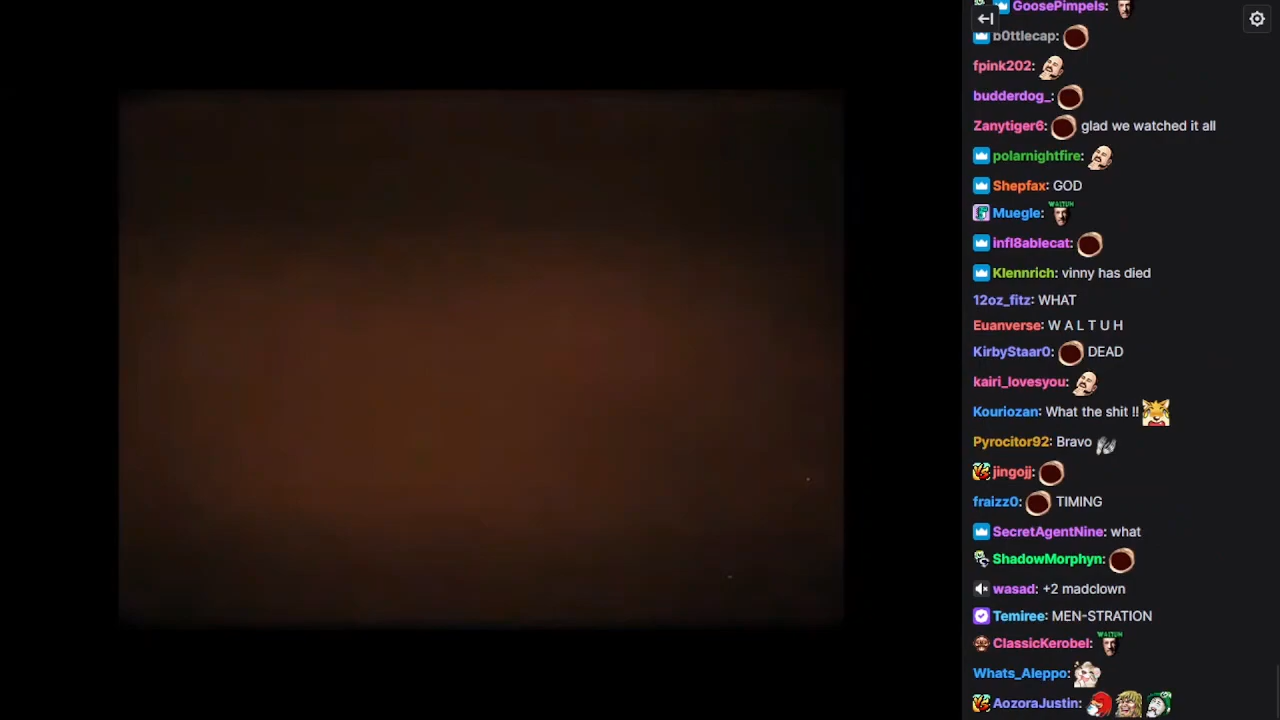 GoosePimpels:
b0ttlecap:
fpink202:
budderdog_:
Zanytiger6: glad we watched it all
polarnightfire:
Shepfax: GOD
Muegle: WALTUH
infl8ablecat:
Klennrich: vinny has died
12oz_fitz: WHAT
Euanverse: W A L T U H
KirbyStaar0: DEAD
kairi_lovesyou:
Kouriozan: What the shit !!
Pyrocitor92: Bravo
jingojj:
fraizz0: TIMING
SecretAgentNine: what
ShadowMorphyn:
wasad: +2 madclown
Temiree: MEN-STRATION
ClassicKerobel: WALTUH
Whats_Aleppo:
AozoraJustin: